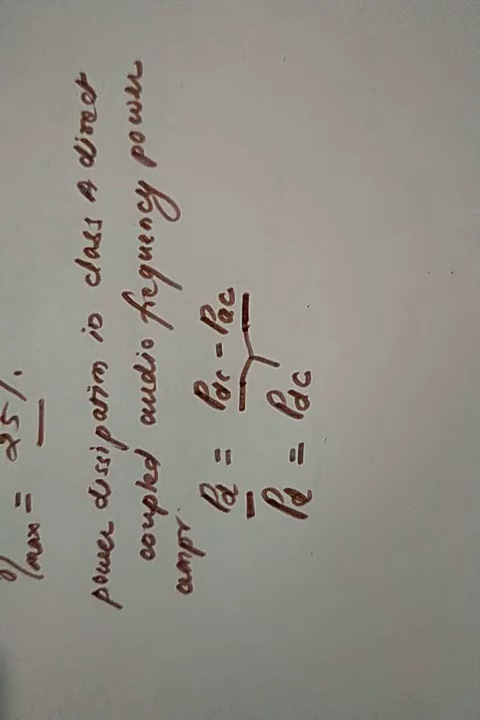 η max = 25%
power dissipation in class A direct
coupled audio frequency power
ampr.
Pd = Pdc - Pac
Pd = Pdc